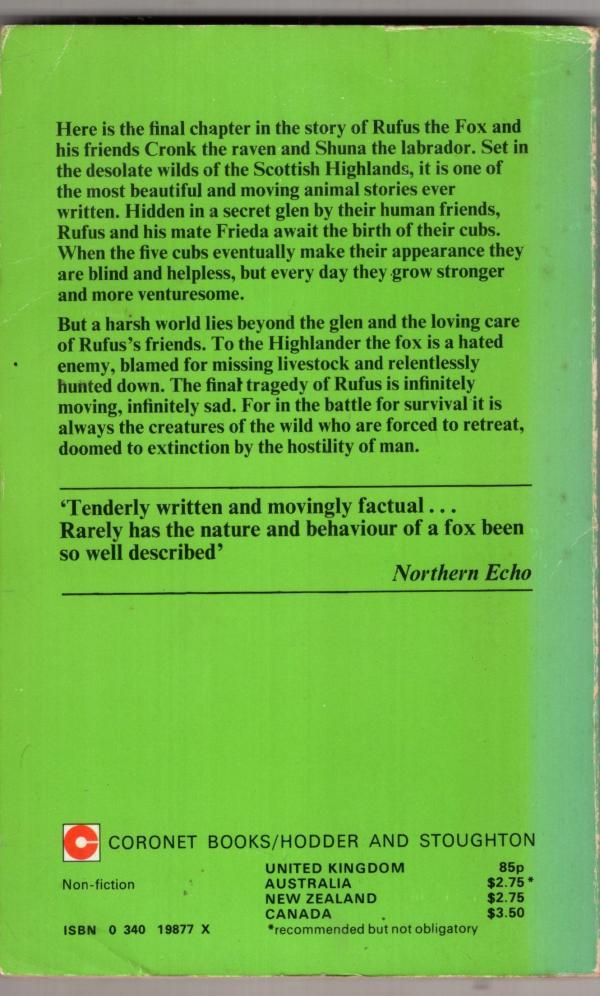 Here is the final chapter in the story of Rufus the Fox and
his friends Cronk the raven and Shuna the labrador. Set in
the desolate wilds of the Scottish Highlands, it is one of
the most beautiful and moving animal stories ever
written. Hidden in a secret glen by their human friends,
Rufus and his mate Frieda await the birth of their cubs.
When the five cubs eventually make their appearance they
are blind and helpless, but every day they grow stronger
and more venturesome.
But a harsh world lies beyond the glen and the loving care
of Rufus's friends. To the Highlander the fox is a hated
enemy, blamed for missing livestock and relentlessly
hunted down. The final tragedy of Rufus is infinitely
moving, infinitely sad. For in the battle for survival it is
always the creatures of the wild who are forced to retreat,
doomed to extinction by the hostility of man.
‘Tenderly written and movingly factual . . .
Rarely has the nature and behaviour of a fox been
so well described’
Northern Echo
CORONET BOOKS/HODDER AND STOUGHTON
UNITED KINGDOM 85p
Non-fiction AUSTRALIA $2.75*
NEW ZEALAND $2.75
CANADA $3.50
ISBN 0 340 19877 X *recommended but not obligatory